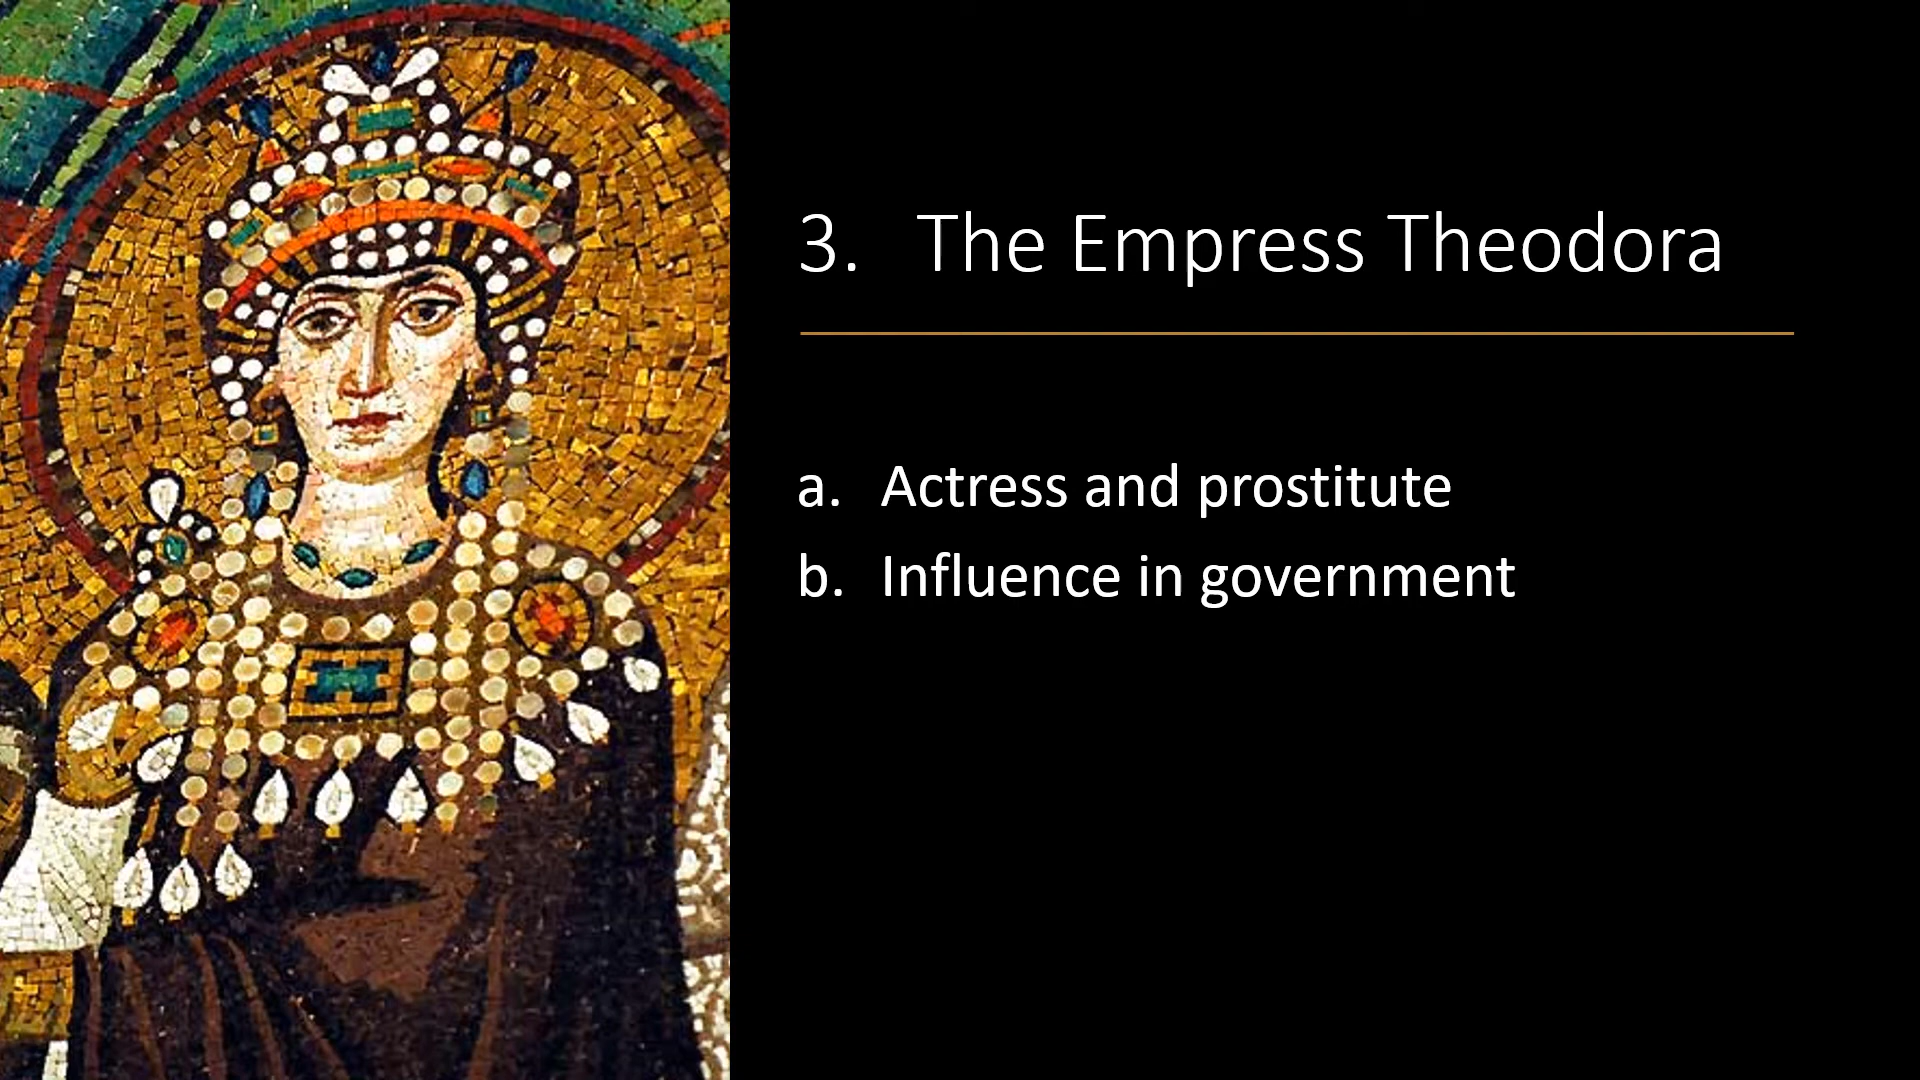 3. The Empress Theodora
a. Actress and prostitute
b. Influence in government